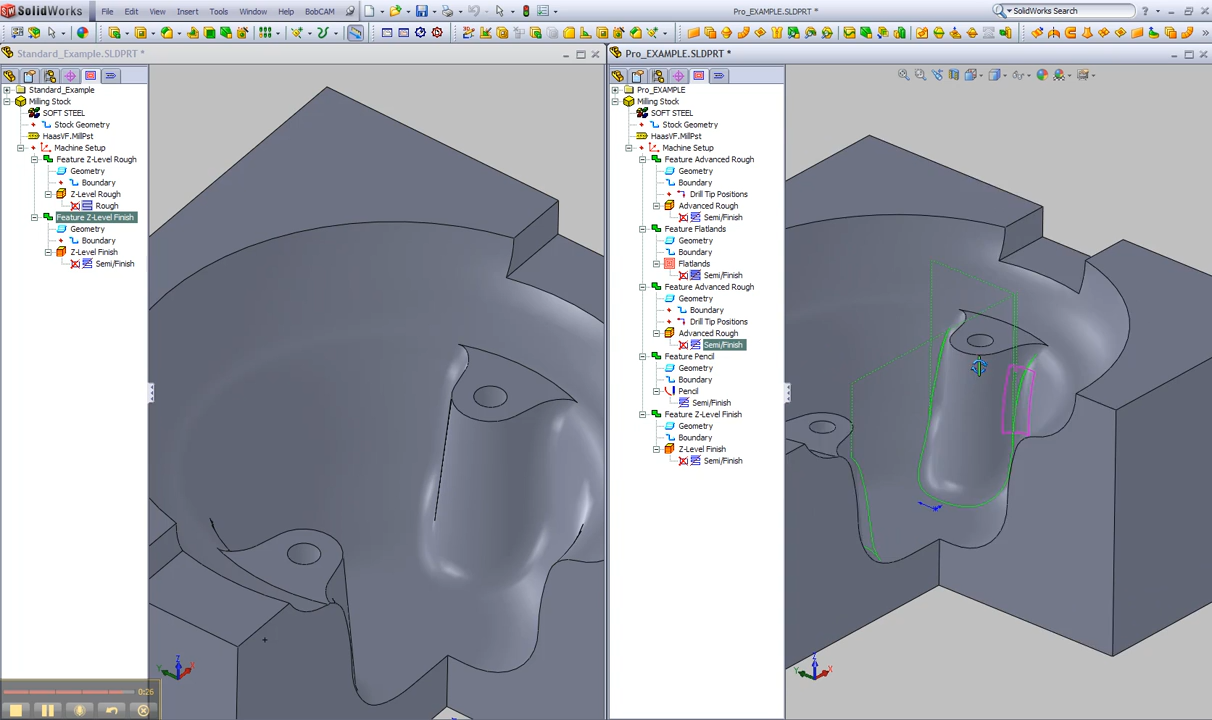 SolidWorks
File Edit View Insert Tools Window Help BobCAM
Pro_EXAMPLE.SLDPRT *
SolidWorks Search
Standard_Example.SLDPRT *
Standard_Example
Milling Stock
SOFT STEEL
Stock Geometry
HaasVF.MillPst
Machine Setup
Feature Z-Level Rough
Geometry
Boundary
Z-Level Rough
Rough
Feature Z-Level Finish
Geometry
Boundary
Z-Level Finish
Semi/Finish
Z
Y
X
0:26
Pro_EXAMPLE.SLDPRT *
Pro_EXAMPLE
Milling Stock
SOFT STEEL
Stock Geometry
HaasVF.MillPst
Machine Setup
Feature Advanced Rough
Geometry
Boundary
Drill Tip Positions
Advanced Rough
Semi/Finish
Feature Flatlands
Geometry
Boundary
Flatlands
Semi/Finish
Feature Advanced Rough
Geometry
Boundary
Drill Tip Positions
Advanced Rough
Semi/Finish
Feature Pencil
Geometry
Boundary
Pencil
Semi/Finish
Feature Z-Level Finish
Geometry
Boundary
Z-Level Finish
Semi/Finish
Z
Y
X